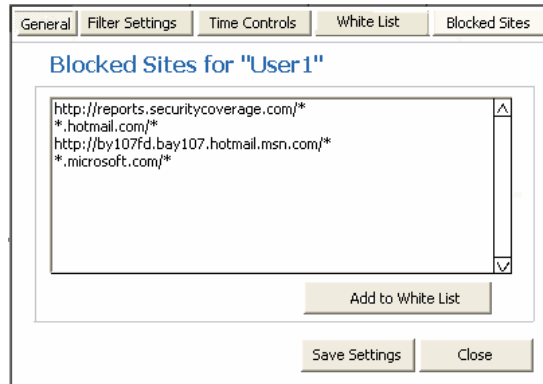 General Filter Settings Time Controls White List Blocked Sites
Blocked Sites for "User1"
http://reports.securitycoverage.com/*
*.hotmail.com/*
http://by107fd.bay107.hotmail.msn.com/*
*.microsoft.com/*
Add to White List
Save Settings Close